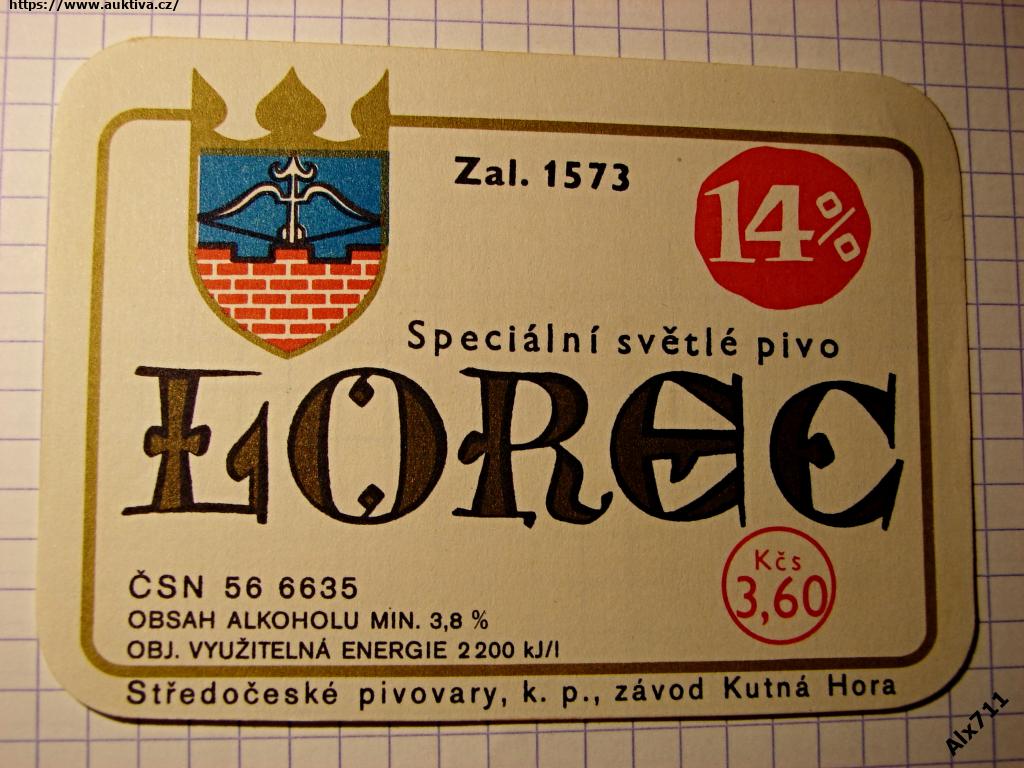 https://www.auktiva.cz/
Zal. 1573
14%
Speciální světlé pivo
LOREC
Kčs
3,60
ČSN 56 6635
OBSAH ALKOHOLU MIN. 3,8 %
OBJ. VYUŽITELNÁ ENERGIE 2200 kJ/l
Středočeské pivovary, k. p., závod Kutná Hora
Alx711